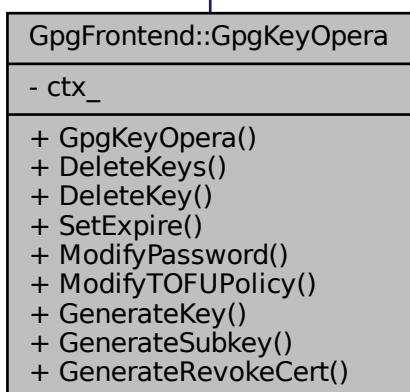 GpgFrontend::GpgKeyOpera
- ctx_
+ GpgKeyOpera()
+ DeleteKeys()
+ DeleteKey()
+ SetExpire()
+ ModifyPassword()
+ ModifyTOFUPolicy()
+ GenerateKey()
+ GenerateSubkey()
+ GenerateRevokeCert()